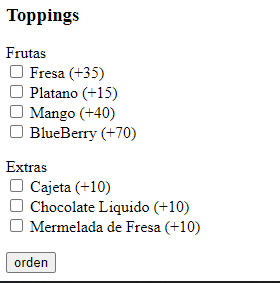 Toppings
Frutas
Fresa (+35)
Platano (+15)
Mango (+40)
BlueBerry (+70)
Extras
Cajeta (+10)
Chocolate Liquido (+10)
Mermelada de Fresa (+10)
orden